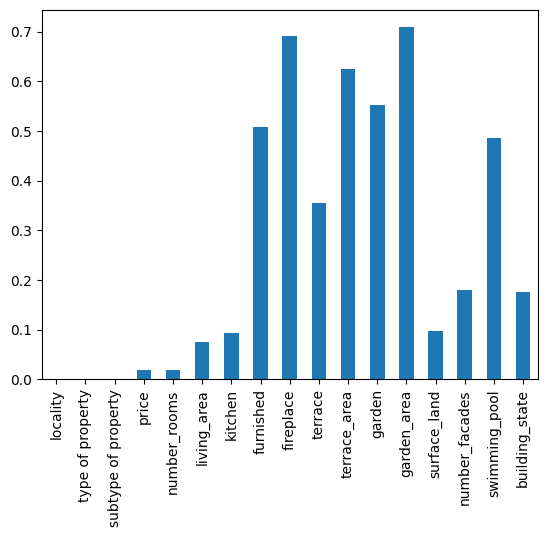 0.7
0.6
0.5
0.4
0.3
0.2
0.1
0.0
locality
type of property
subtype of property
price
number_rooms
living_area
kitchen
furnished
fireplace
terrace
terrace_area
garden
garden_area
surface_land
number_facades
swimming_pool
building_state